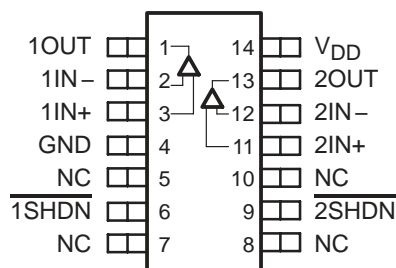 1OUT 1 14 V_DD
1IN− 2 13 2OUT
1IN+ 3 12 2IN−
GND 4 11 2IN+
NC 5 10 NC
1SHDN 6 9 2SHDN
NC 7 8 NC